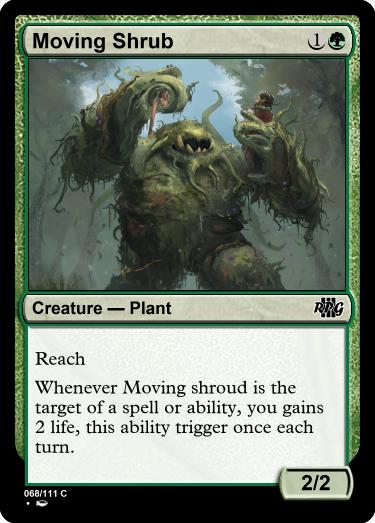 Moving Shrub 1
Creature — Plant
RPG
Reach
Whenever Moving shroud is the
target of a spell or ability, you gains
2 life, this ability trigger once each
turn.
2/2
068/111 C